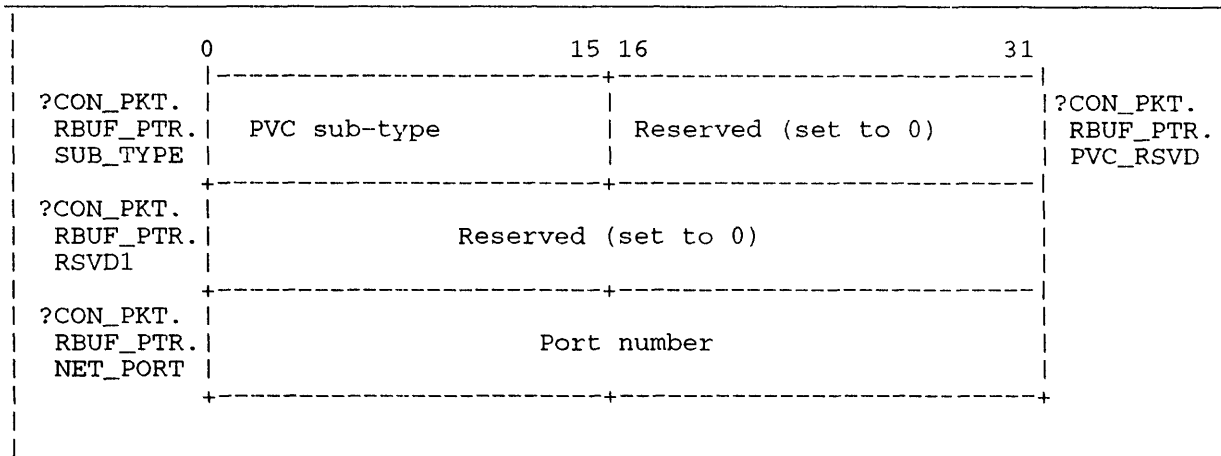 0 15 16 31
?CON_PKT. ?CON_PKT.
RBUF_PTR. PVC sub-type Reserved (set to 0) RBUF_PTR.
SUB_TYPE PVC_RSVD
?CON_PKT.
RBUF_PTR. Reserved (set to 0)
RSVD1
?CON_PKT.
RBUF_PTR. Port number
NET_PORT